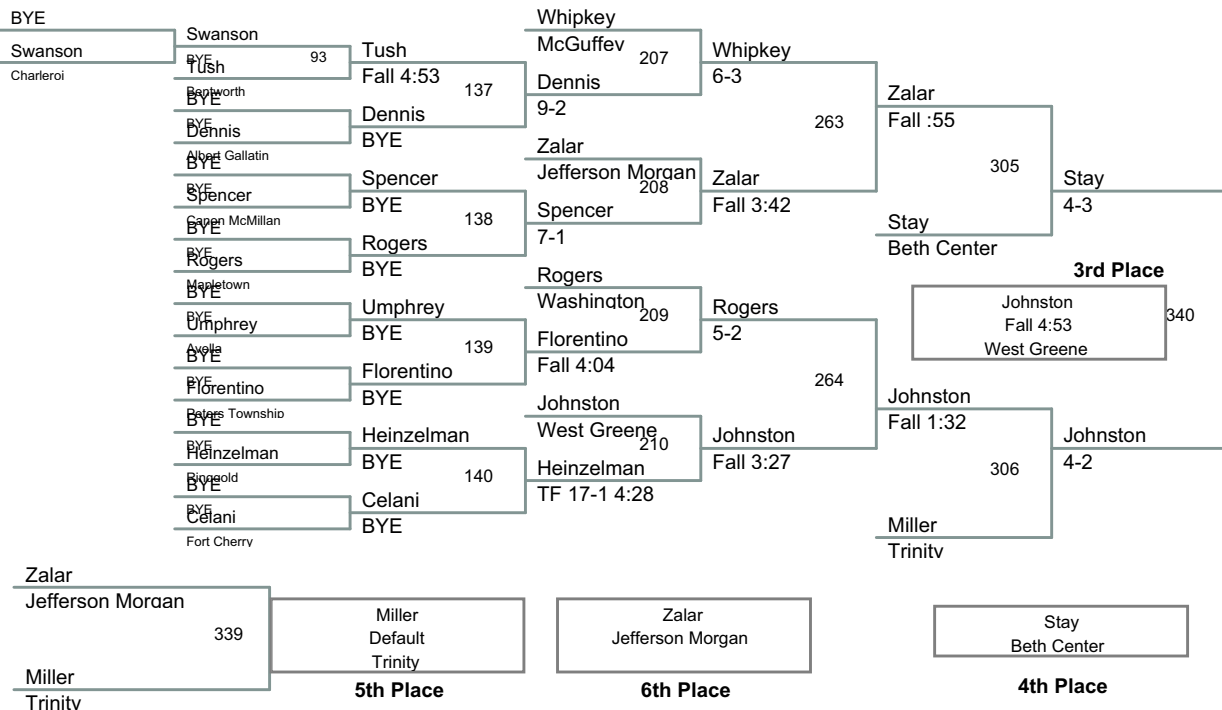 BYE
Swanson
Charleroi
Swanson
BYE
93
Tush
Bentworth
BYE
BYE
Dennis
Albert Gallatin
BYE
BYE
Spencer
Canon McMillan
BYE
BYE
Rogers
Mapletown
BYE
BYE
Umphrey
Avella
BYE
BYE
Florentino
Peters Township
BYE
BYE
Heinzelman
Ringgold
BYE
BYE
Celani
Fort Cherry
Tush
Fall 4:53
137
Dennis
BYE
Spencer
BYE
138
Rogers
BYE
Umphrey
BYE
139
Florentino
BYE
Heinzelman
BYE
140
Celani
BYE
Whipkey
McGuffey
207
Dennis
9-2
Zalar
Jefferson Morgan
208
Spencer
7-1
Rogers
Washington
209
Florentino
Fall 4:04
Johnston
West Greene
210
Heinzelman
TF 17-1 4:28
Whipkey
6-3
263
Zalar
Fall 3:42
Rogers
5-2
264
Johnston
Fall 3:27
Zalar
Fall :55
305
Stay
Beth Center
Stay
4-3
3rd Place
Johnston
Fall 4:53
West Greene
340
Johnston
Fall 1:32
306
Miller
Trinity
Johnston
4-2
Zalar
Jefferson Morgan
339
Miller
Trinity
Miller
Default
Trinity
5th Place
Zalar
Jefferson Morgan
6th Place
Stay
Beth Center
4th Place